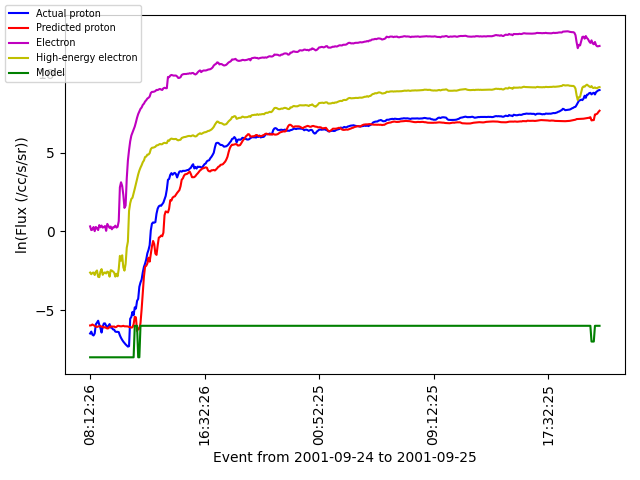 Actual proton
Predicted proton
Electron
High-energy electron
Model
5
0
−5
ln(Flux (/cc/s/sr))
08:12:26
16:32:26
00:52:25
09:12:25
17:32:25
Event from 2001-09-24 to 2001-09-25